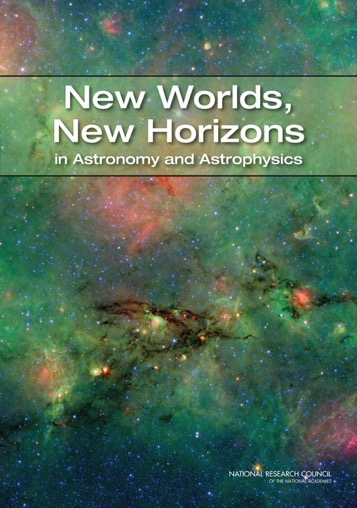 New Worlds,
New Horizons
in Astronomy and Astrophysics
NATIONAL RESEARCH COUNCIL
OF THE NATIONAL ACADEMIES